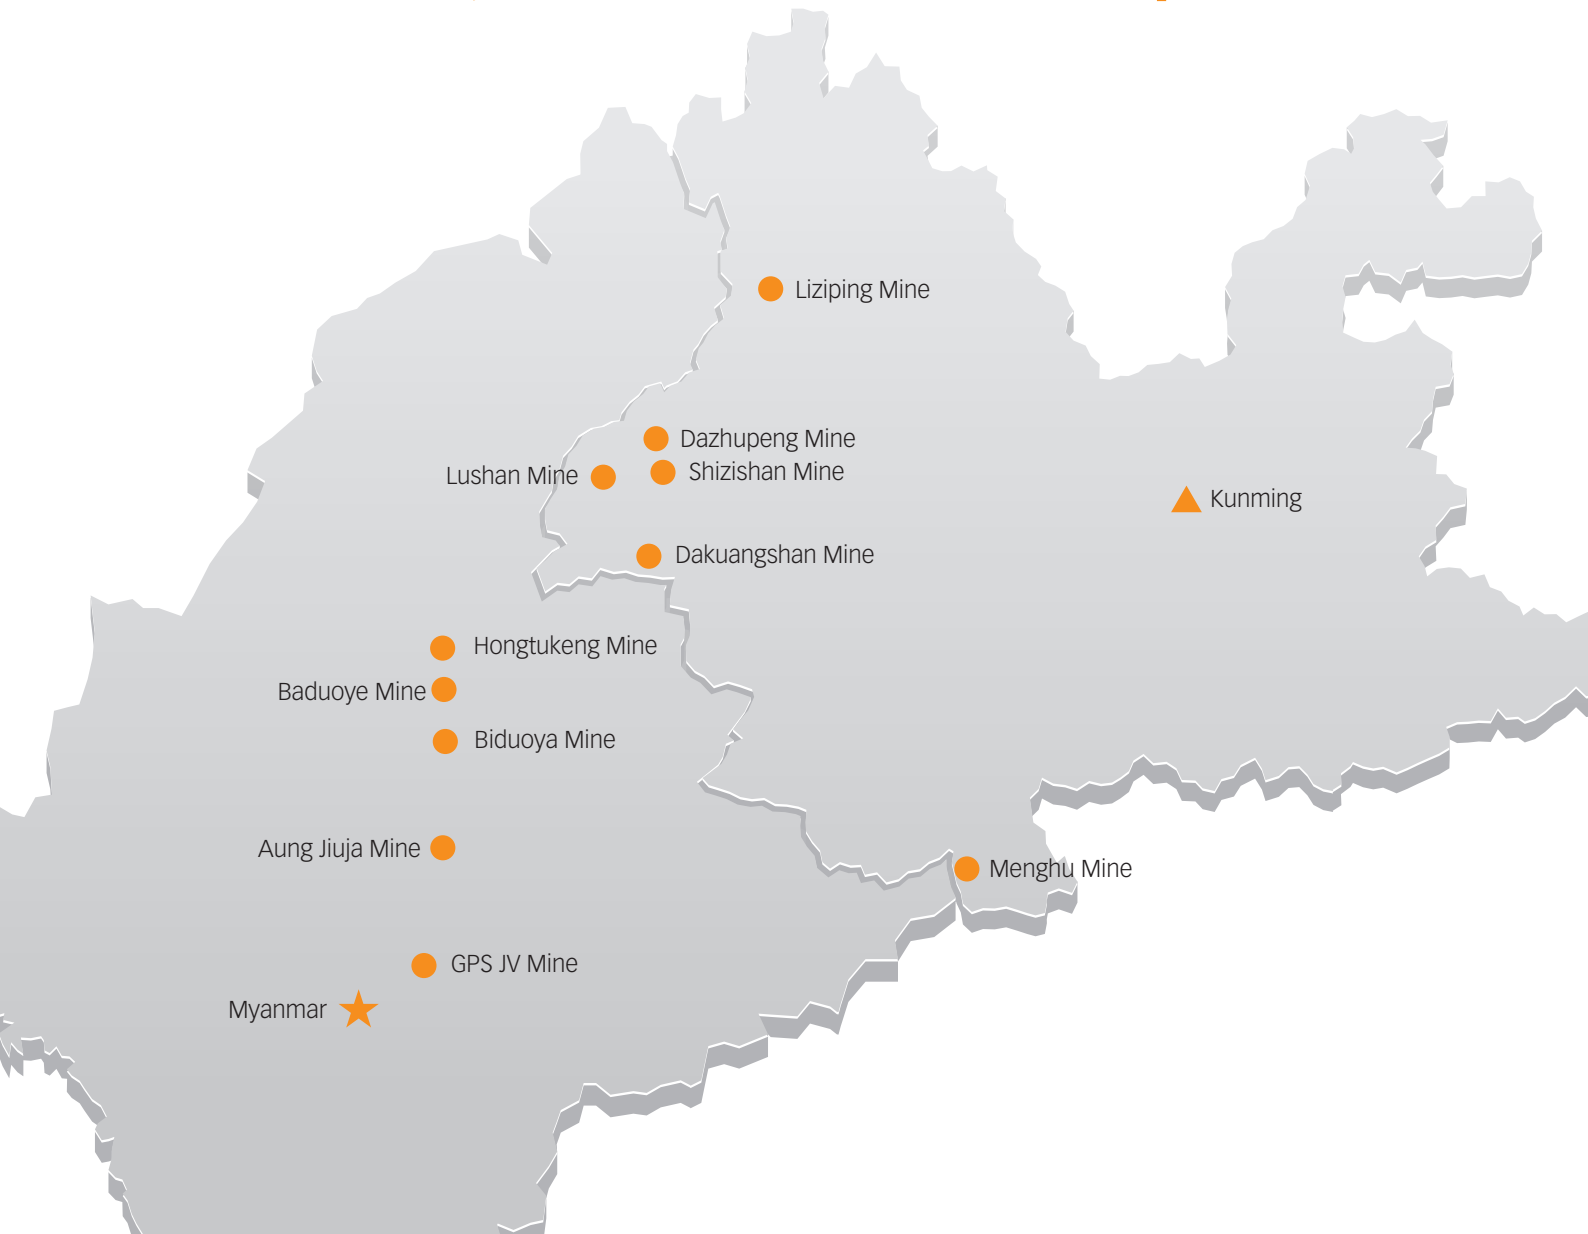 Liziping Mine
Dazhupeng Mine
Lushan Mine
Shizishan Mine
Kunming
Dakuangshan Mine
Hongtukeng Mine
Baduoye Mine
Biduoya Mine
Aung Jiuja Mine
Menghu Mine
GPS JV Mine
Myanmar